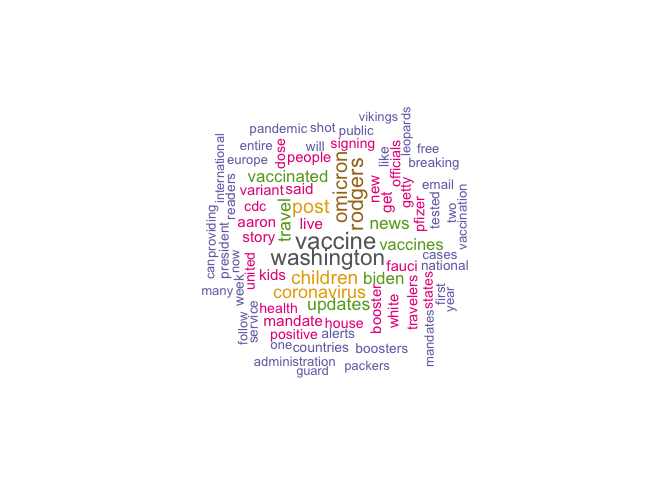 vikings
pandemic
shot
public
leopards
entire
will
signing
like
free
international
europe
dose
people
officials
breaking
vaccinated
omicron
rodgers
new
get
getty
email
readers
variant
said
pfizer
tested
two
vaccination
cdc
travel
post
providing
aaron
live
news
can
president
story
vaccine
vaccines
now
washington
cases
united
kids
children
biden
fauci
national
many
week
coronavirus
booster
white
travelers
states
first
year
follow
service
health
updates
mandate
house
positive
alerts
mandates
one
countries
boosters
administration
packers
guard